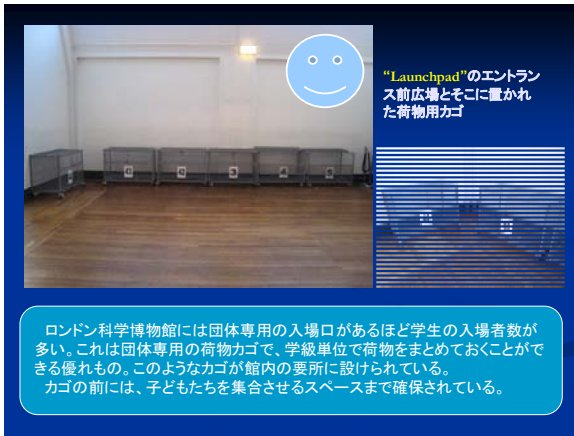 “Launchpad”のエントラン
ス前広場とそこに置かれ
た荷物用カゴ
ロンドン科学博物館には団体専用の入場口があるほど学生の入場者数が
多い。これは団体専用の荷物カゴで、学級単位で荷物をまとめておくことがで
きる優れもの。このようなカゴが館内の要所に設けられている。
カゴの前には、子どもたちを集合させるスペースまで確保されている。